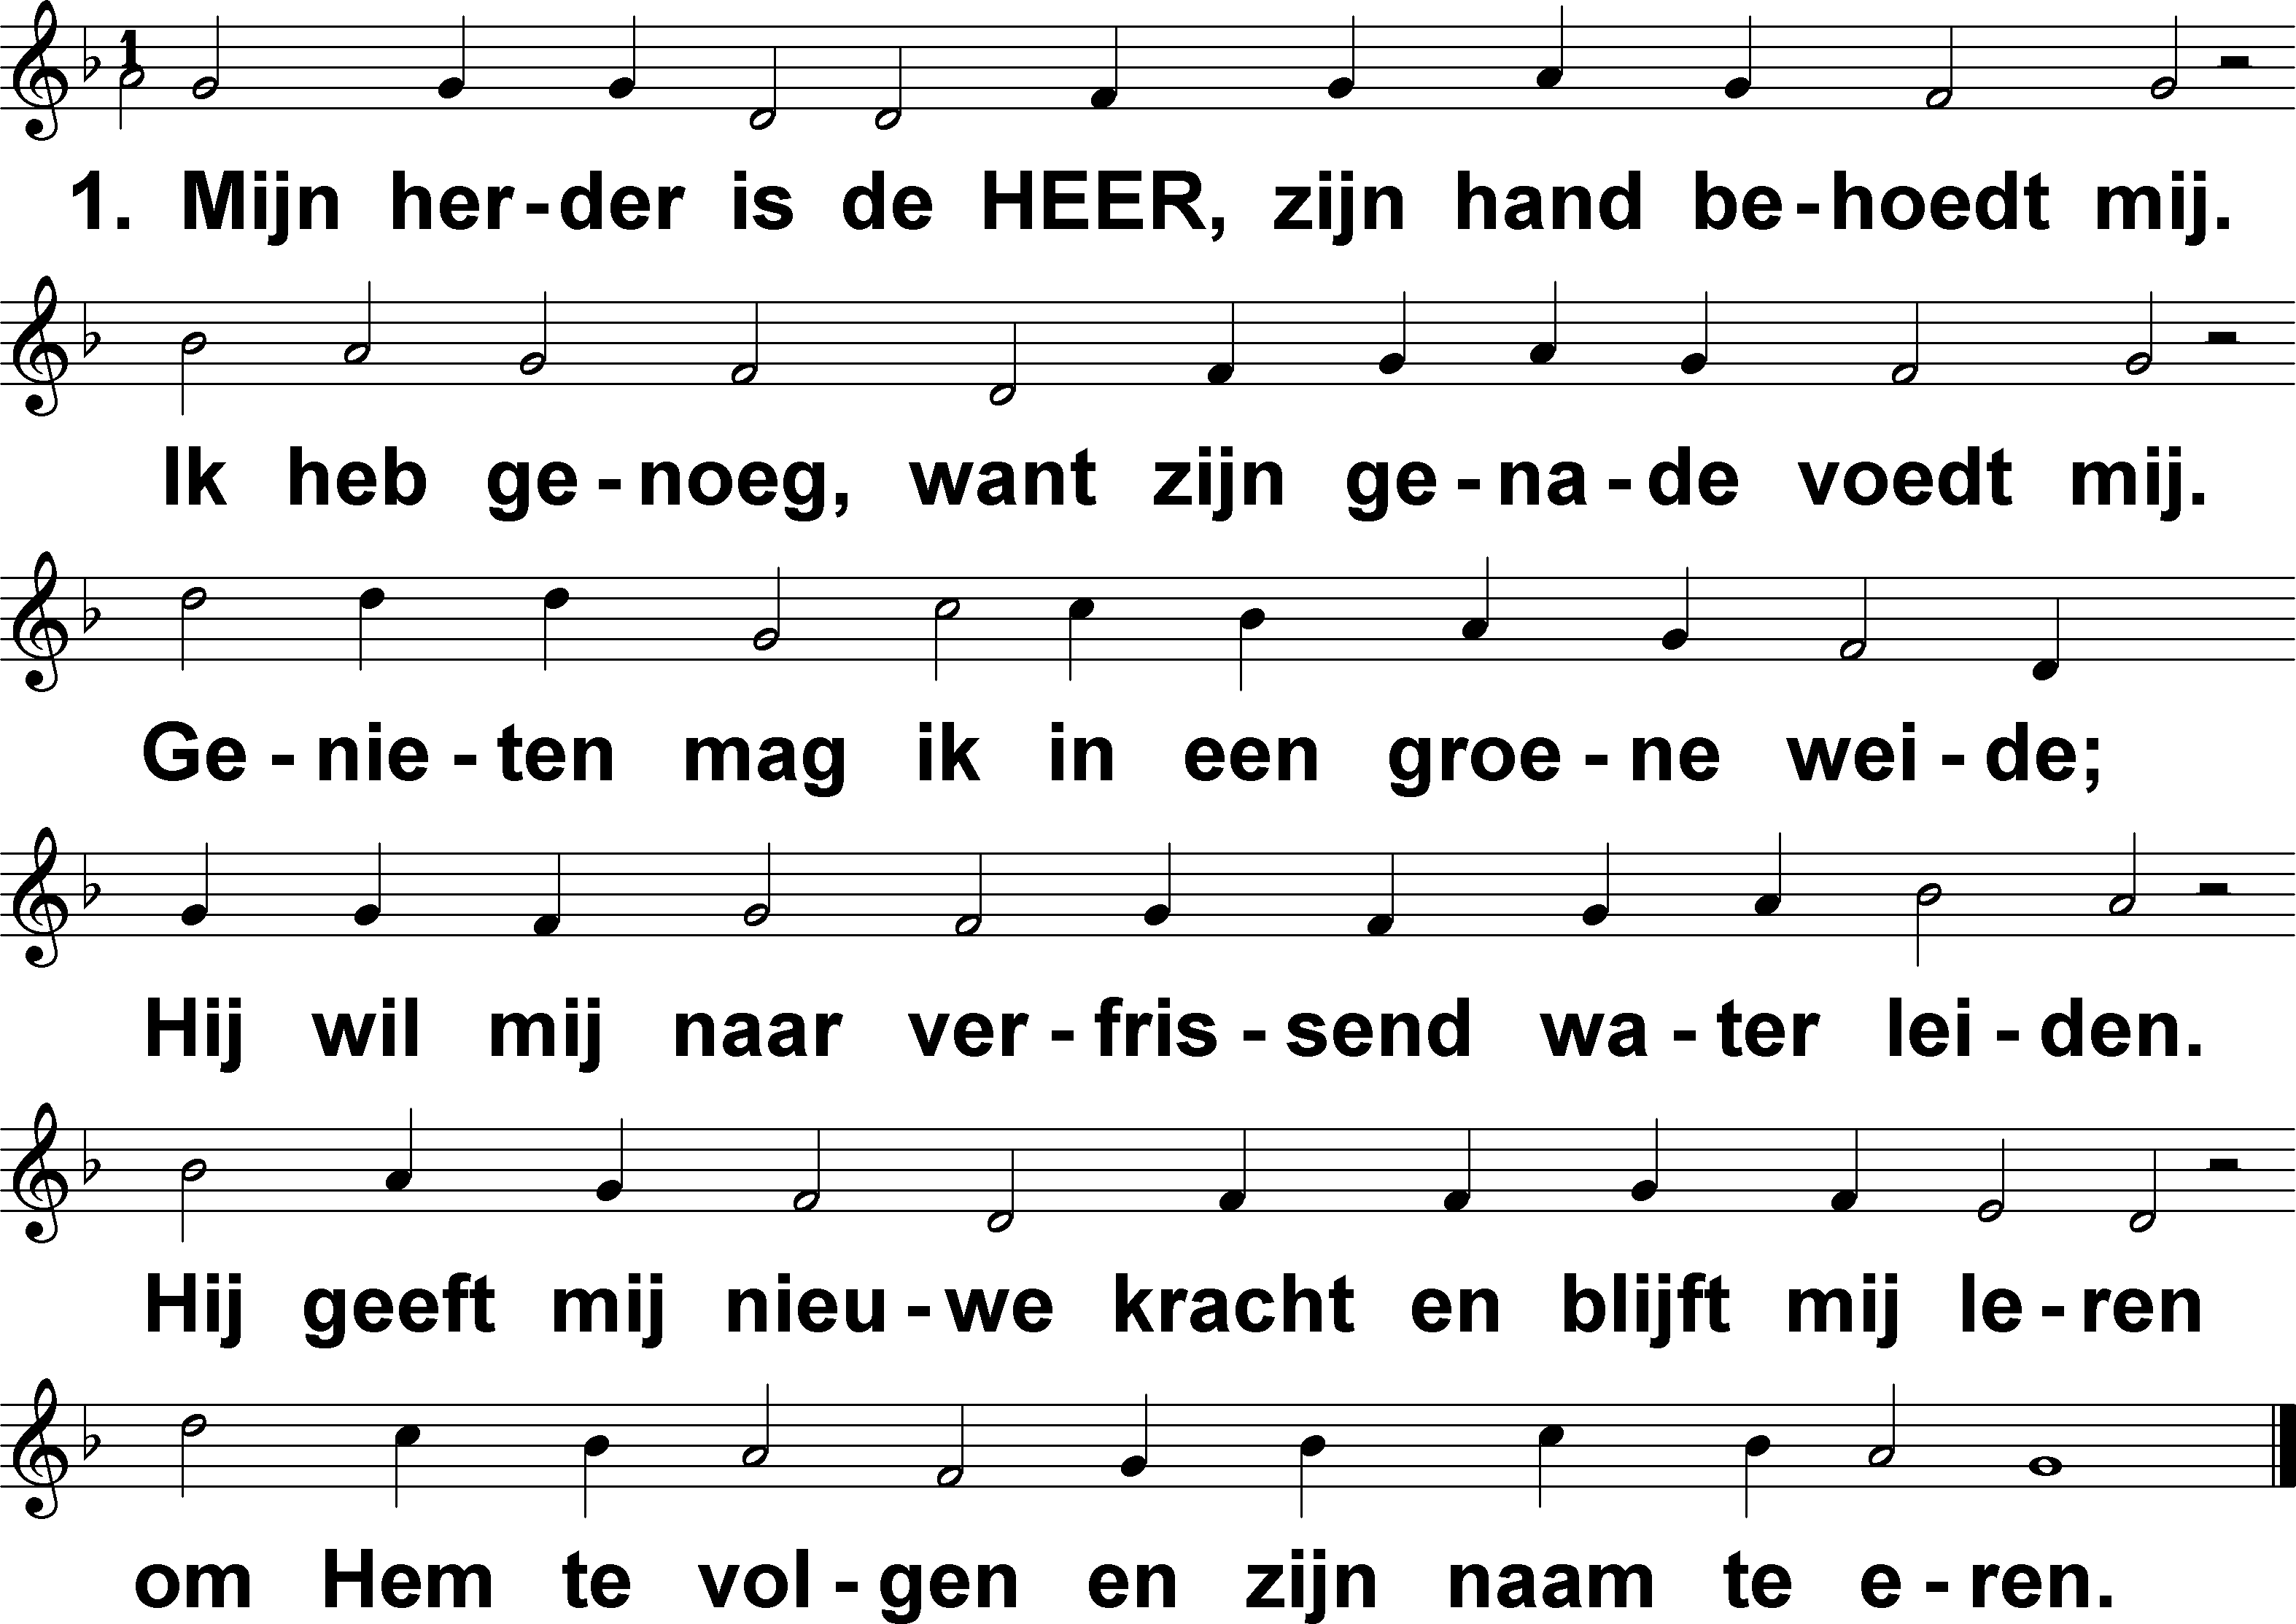 1. Mijn her-der is de HEER, zijn hand be-hoedt mij.
Ik heb ge-noeg, want zijn ge-na-de voedt mij.
Ge-nie-ten mag ik in een groe-ne wei-de;
Hij wil mij naar ver-fris-send wa-ter lei-den.
Hij geeft mij nieu-we kracht en blijft mij le-ren
om Hem te vol-gen en zijn naam te e-ren.